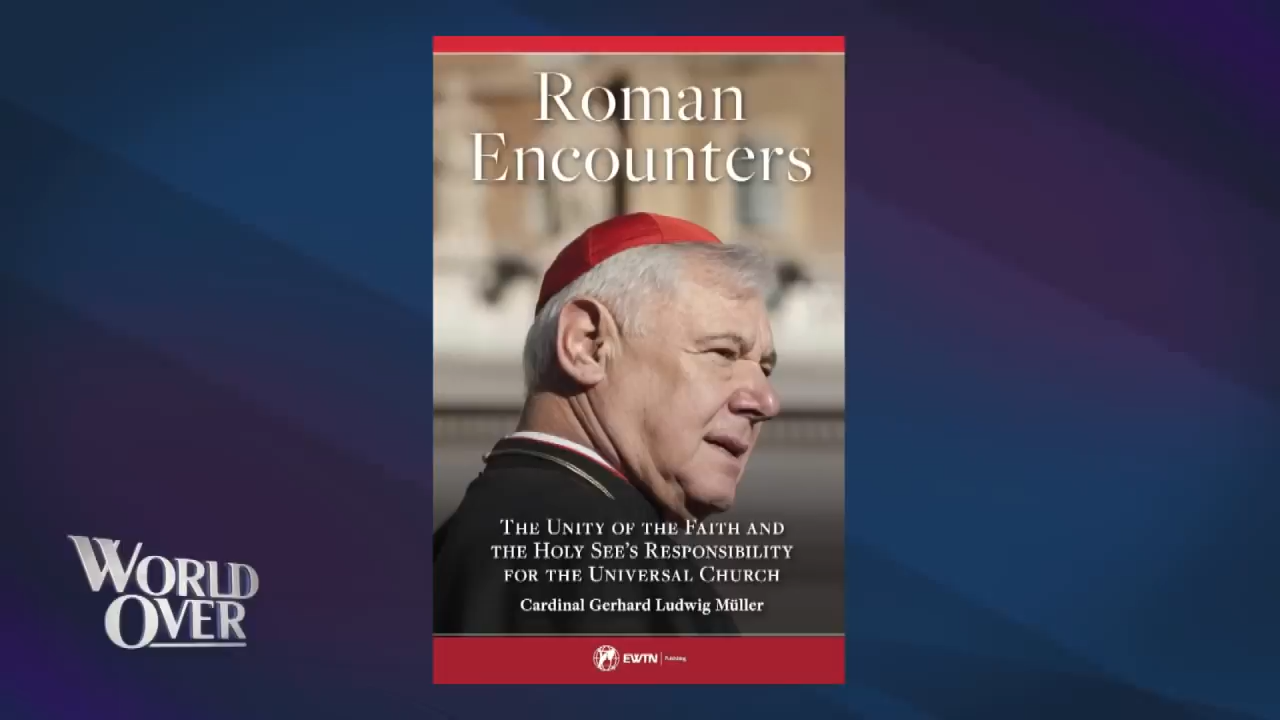 Roman
Encounters
THE UNITY OF THE FAITH AND
THE HOLY SEE'S RESPONSIBILITY
FOR THE UNIVERSAL CHURCH
Cardinal Gerhard Ludwig Müller
EWTN Publishing
WORLD
OVER